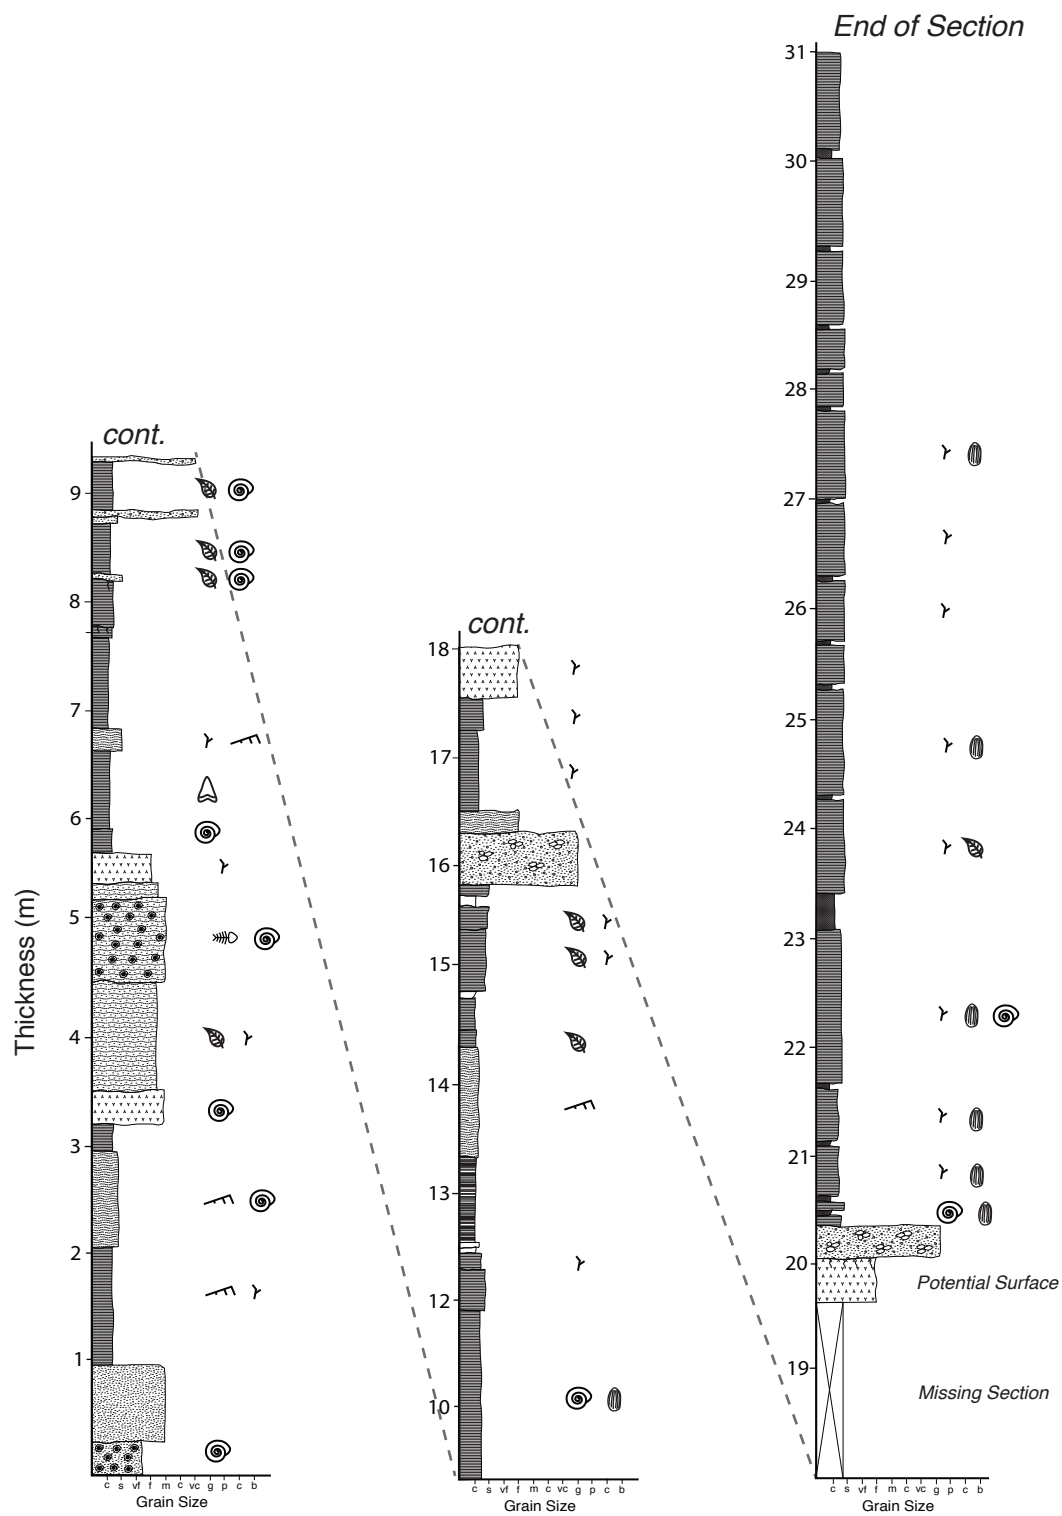 End of Section
31
30
29
28
27
26
25
24
23
22
21
20
19
Potential Surface
Missing Section
c s vf f m c vc g p c b
Grain Size
cont.
18
17
16
15
14
13
12
10
c s vf f m c vc g p c b
Grain Size
cont.
9
8
7
6
5
4
3
2
1
Thickness (m)
c s vf f m c vc g p c b
Grain Size